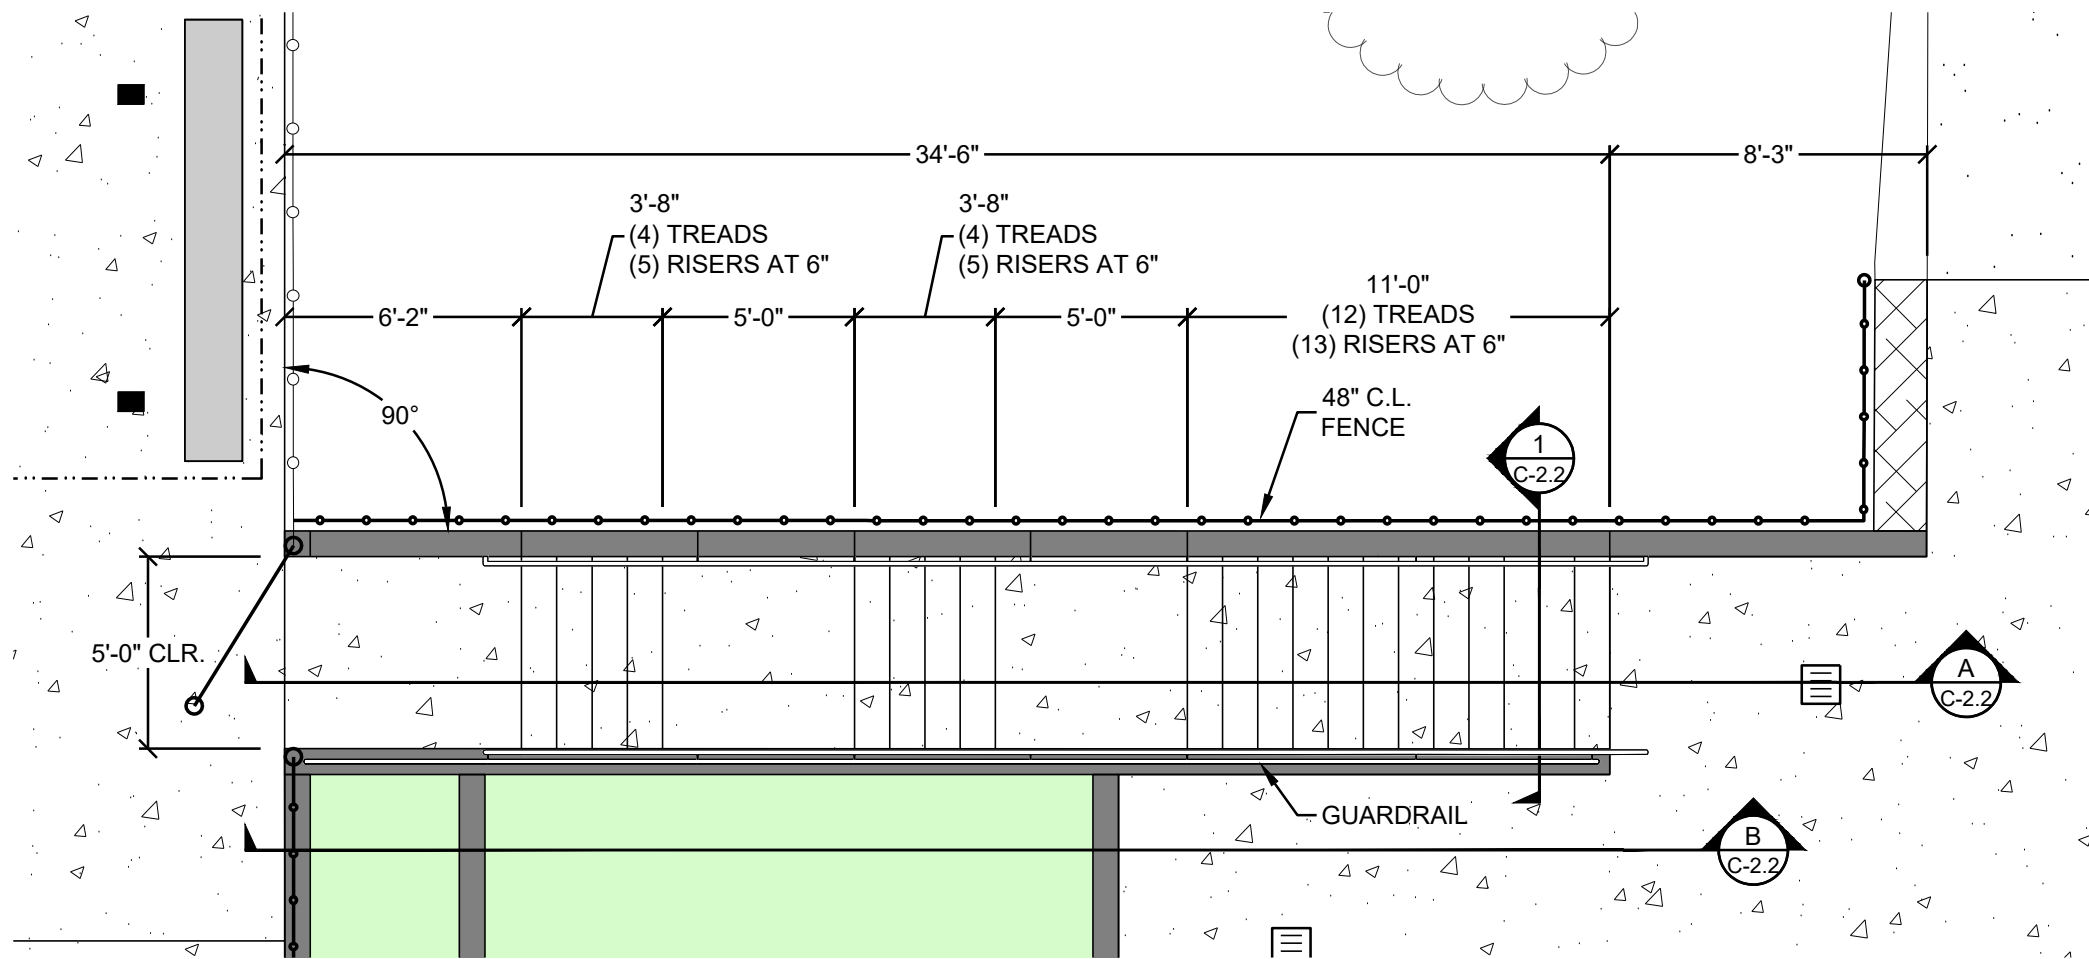 34'-6"
8'-3"
3'-8"
(4) TREADS
(5) RISERS AT 6"
3'-8"
(4) TREADS
(5) RISERS AT 6"
11'-0"
(12) TREADS
(13) RISERS AT 6"
6'-2"
5'-0"
5'-0"
90°
48" C.L.
FENCE
1
C-2.2
5'-0" CLR.
A
C-2.2
GUARDRAIL
B
C-2.2